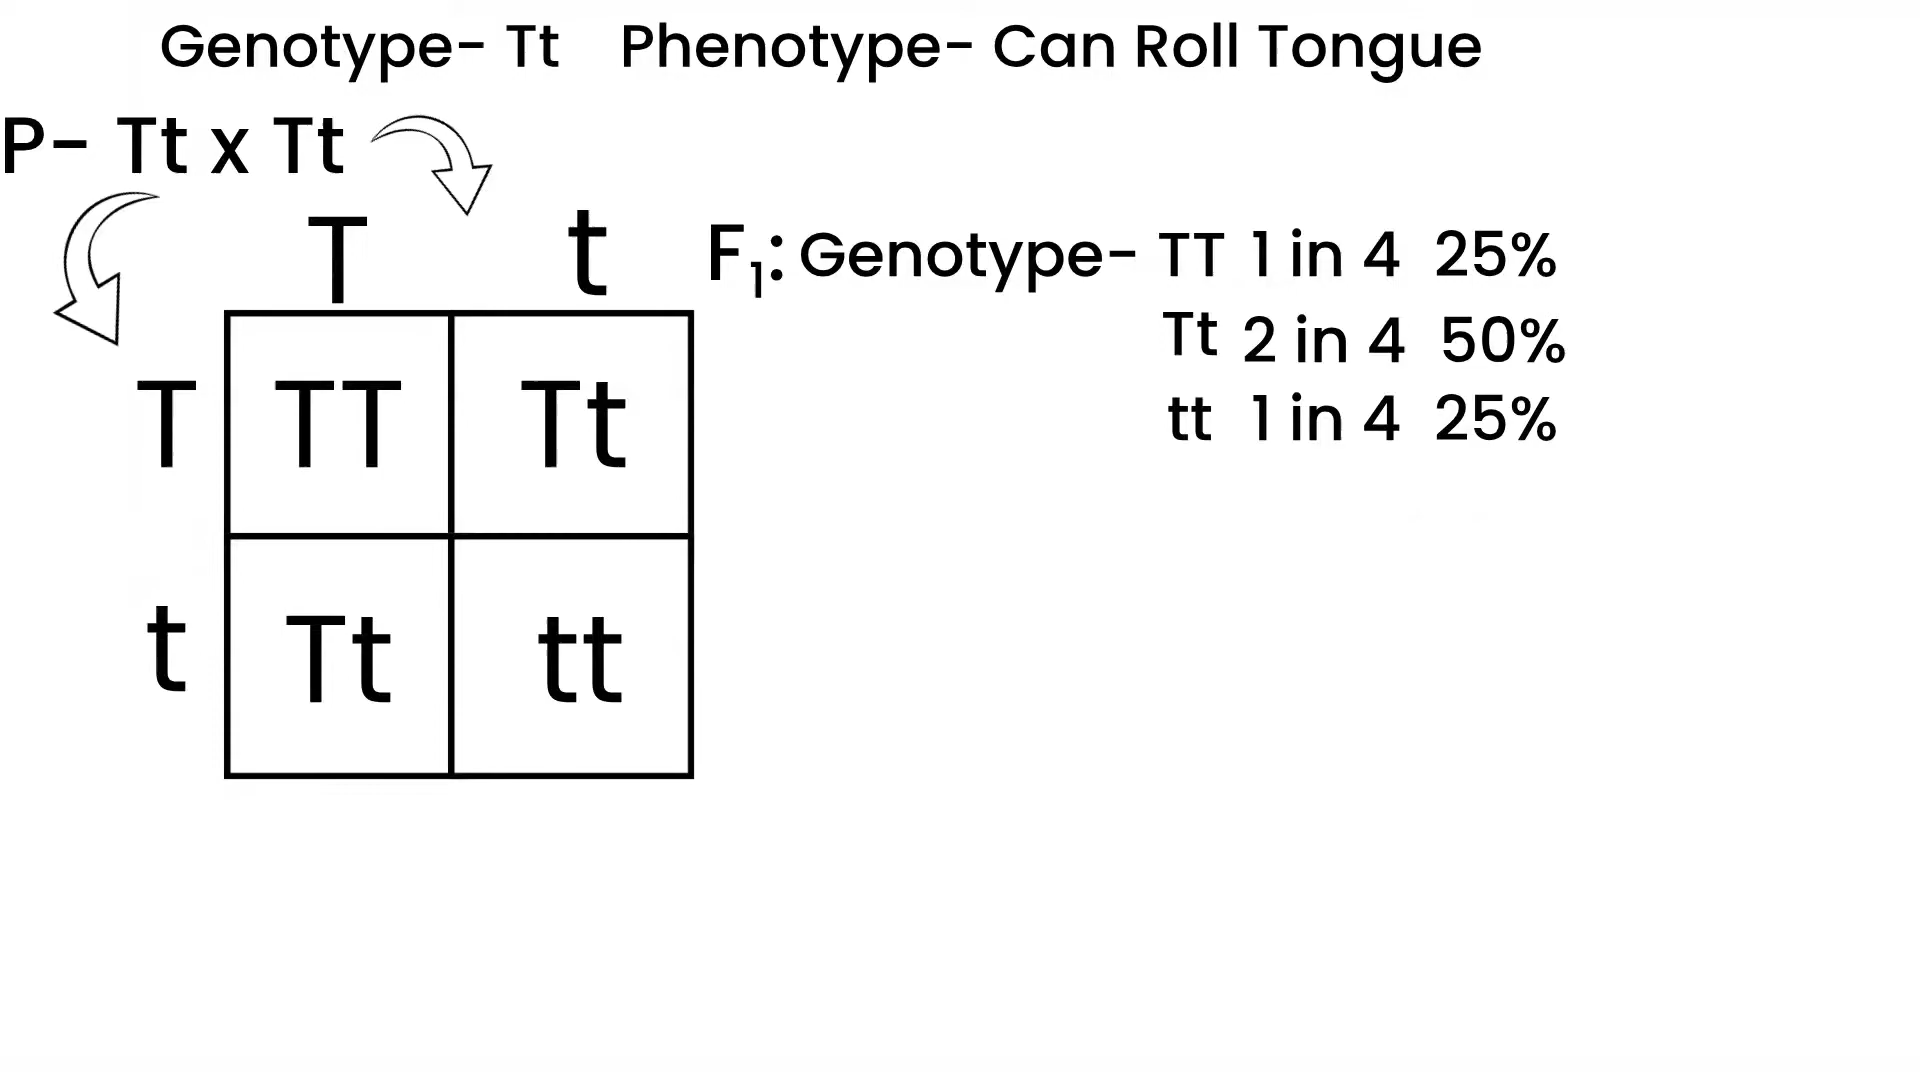 Genotype- Tt Phenotype- Can Roll Tongue
P- Tt x Tt
T t
F1: Genotype- TT 1 in 4 25%
Tt 2 in 4 50%
tt 1 in 4 25%
T TT Tt
t Tt tt